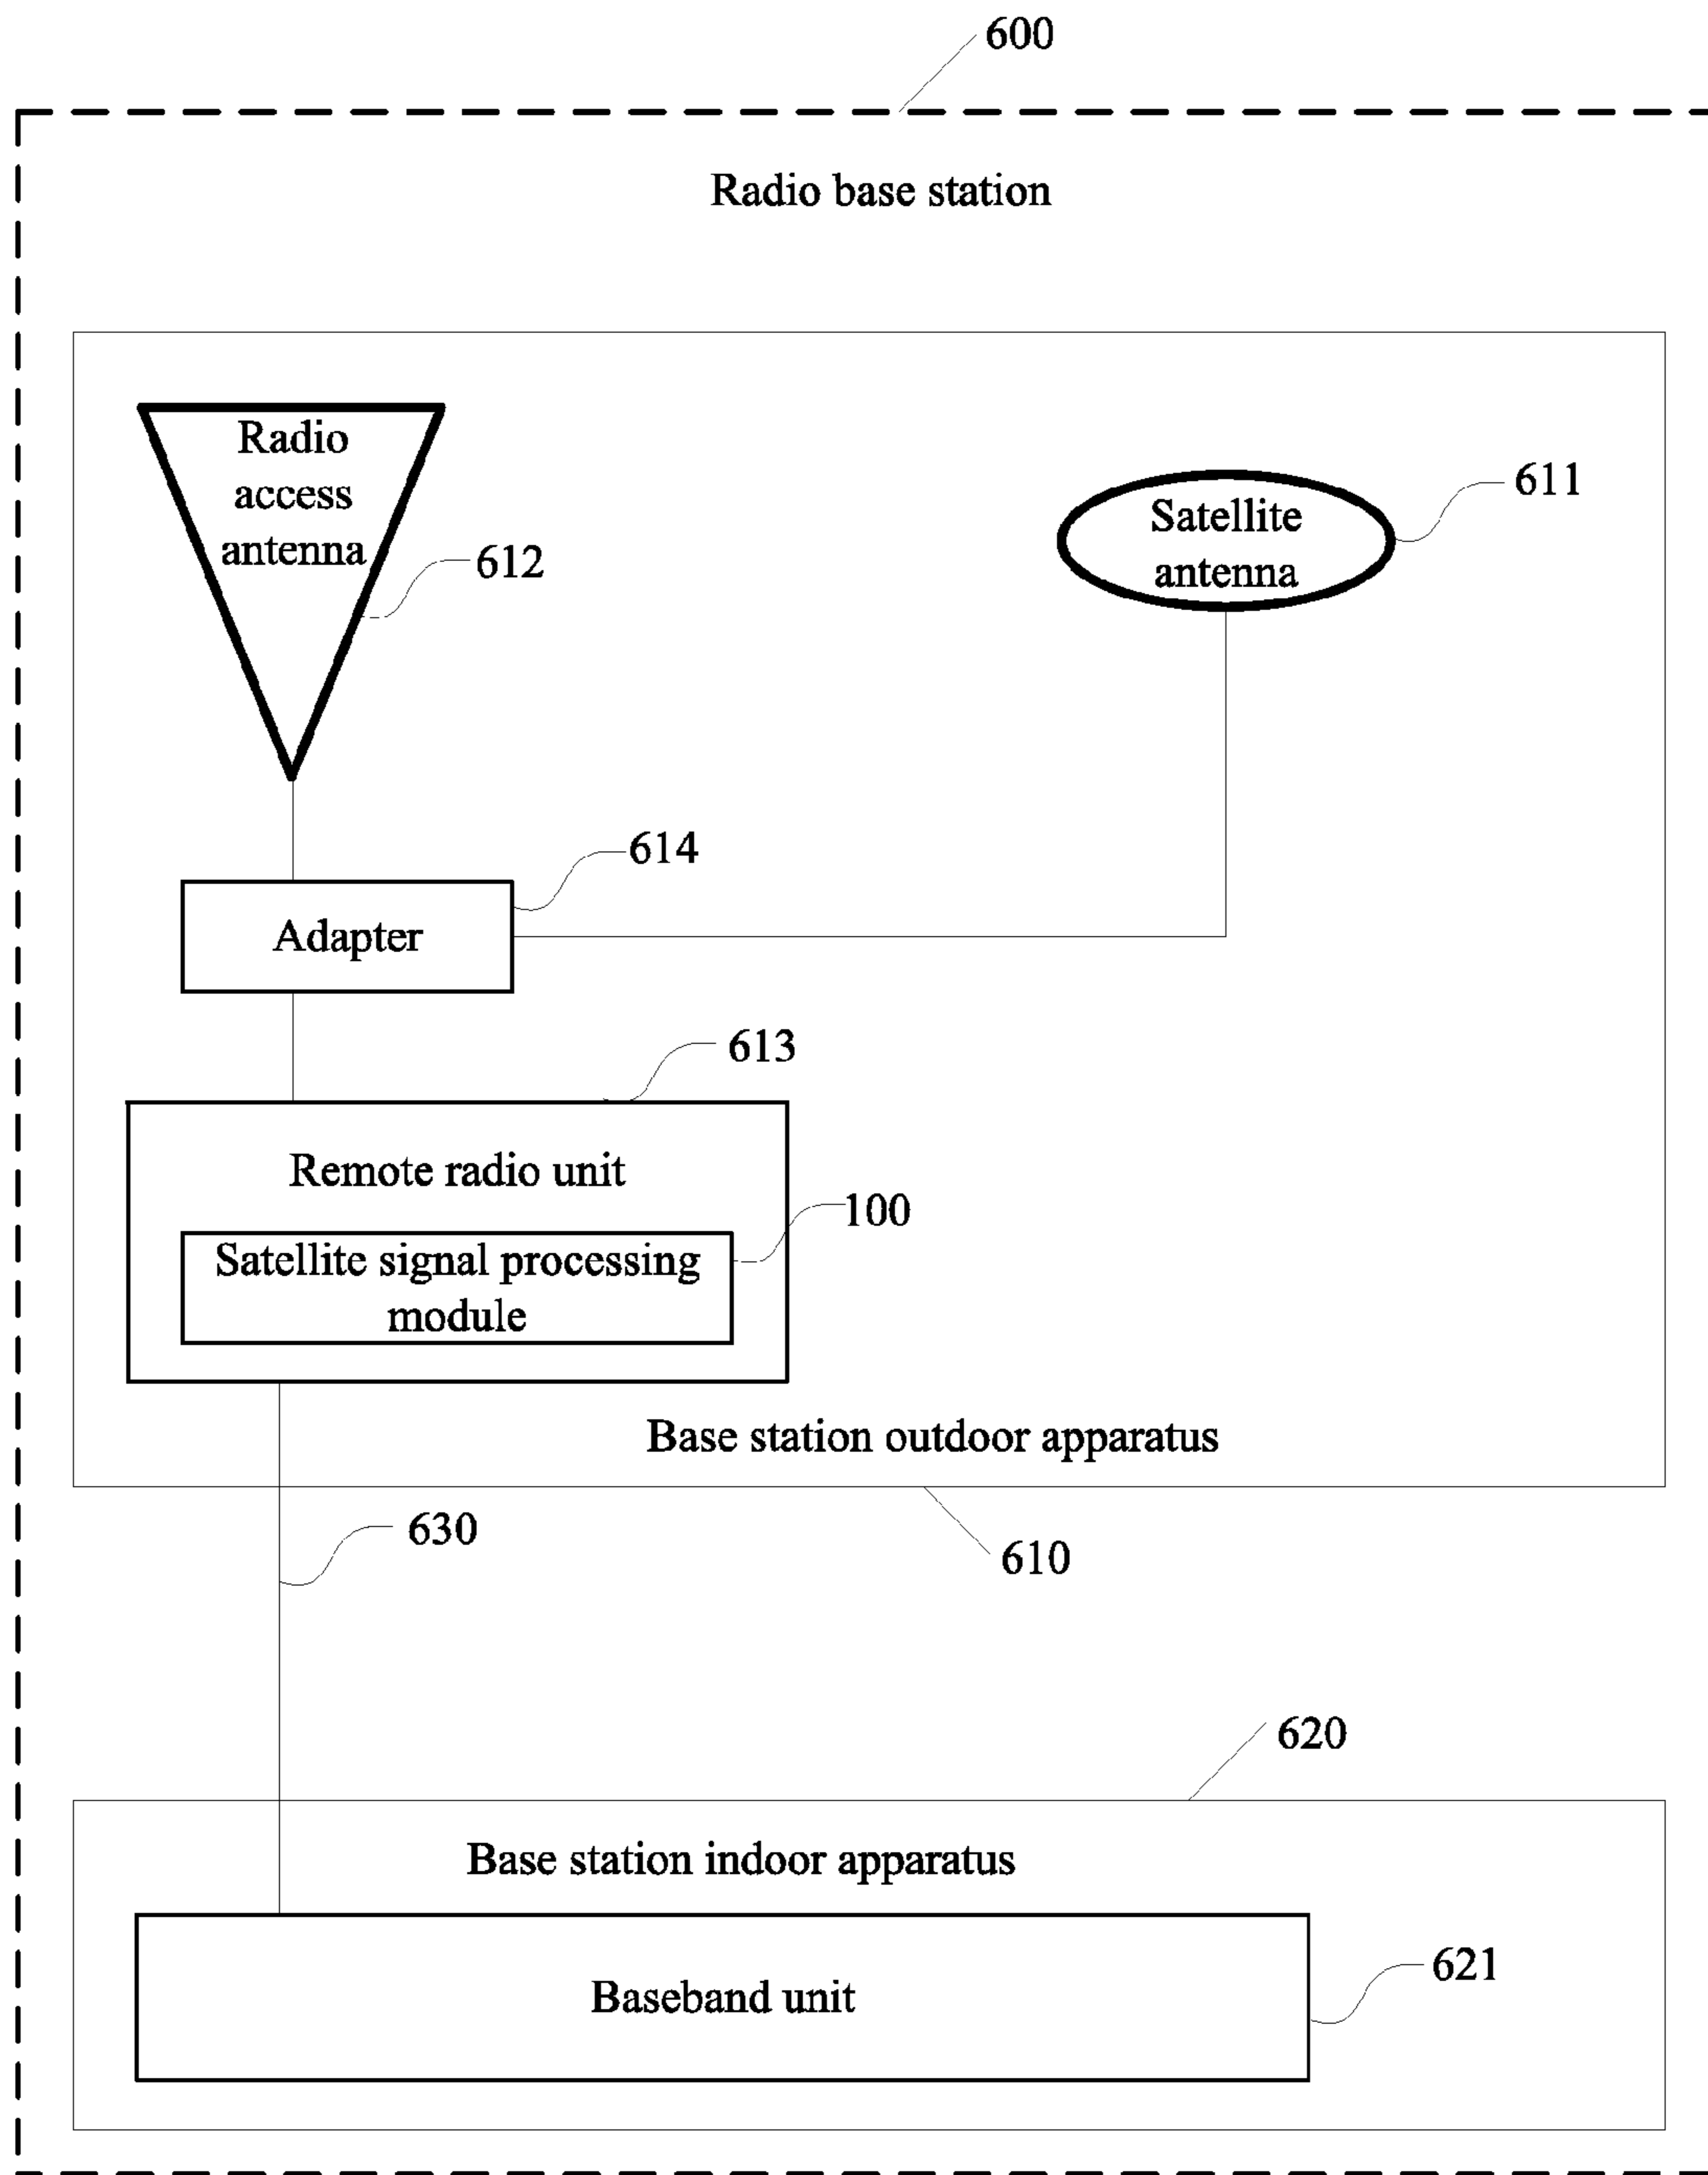 600
Radio base station
Radio
access
antenna
612
Satellite
antenna
611
614
Adapter
613
Remote radio unit
100
Satellite signal processing
module
Base station outdoor apparatus
630
610
620
Base station indoor apparatus
621
Baseband unit